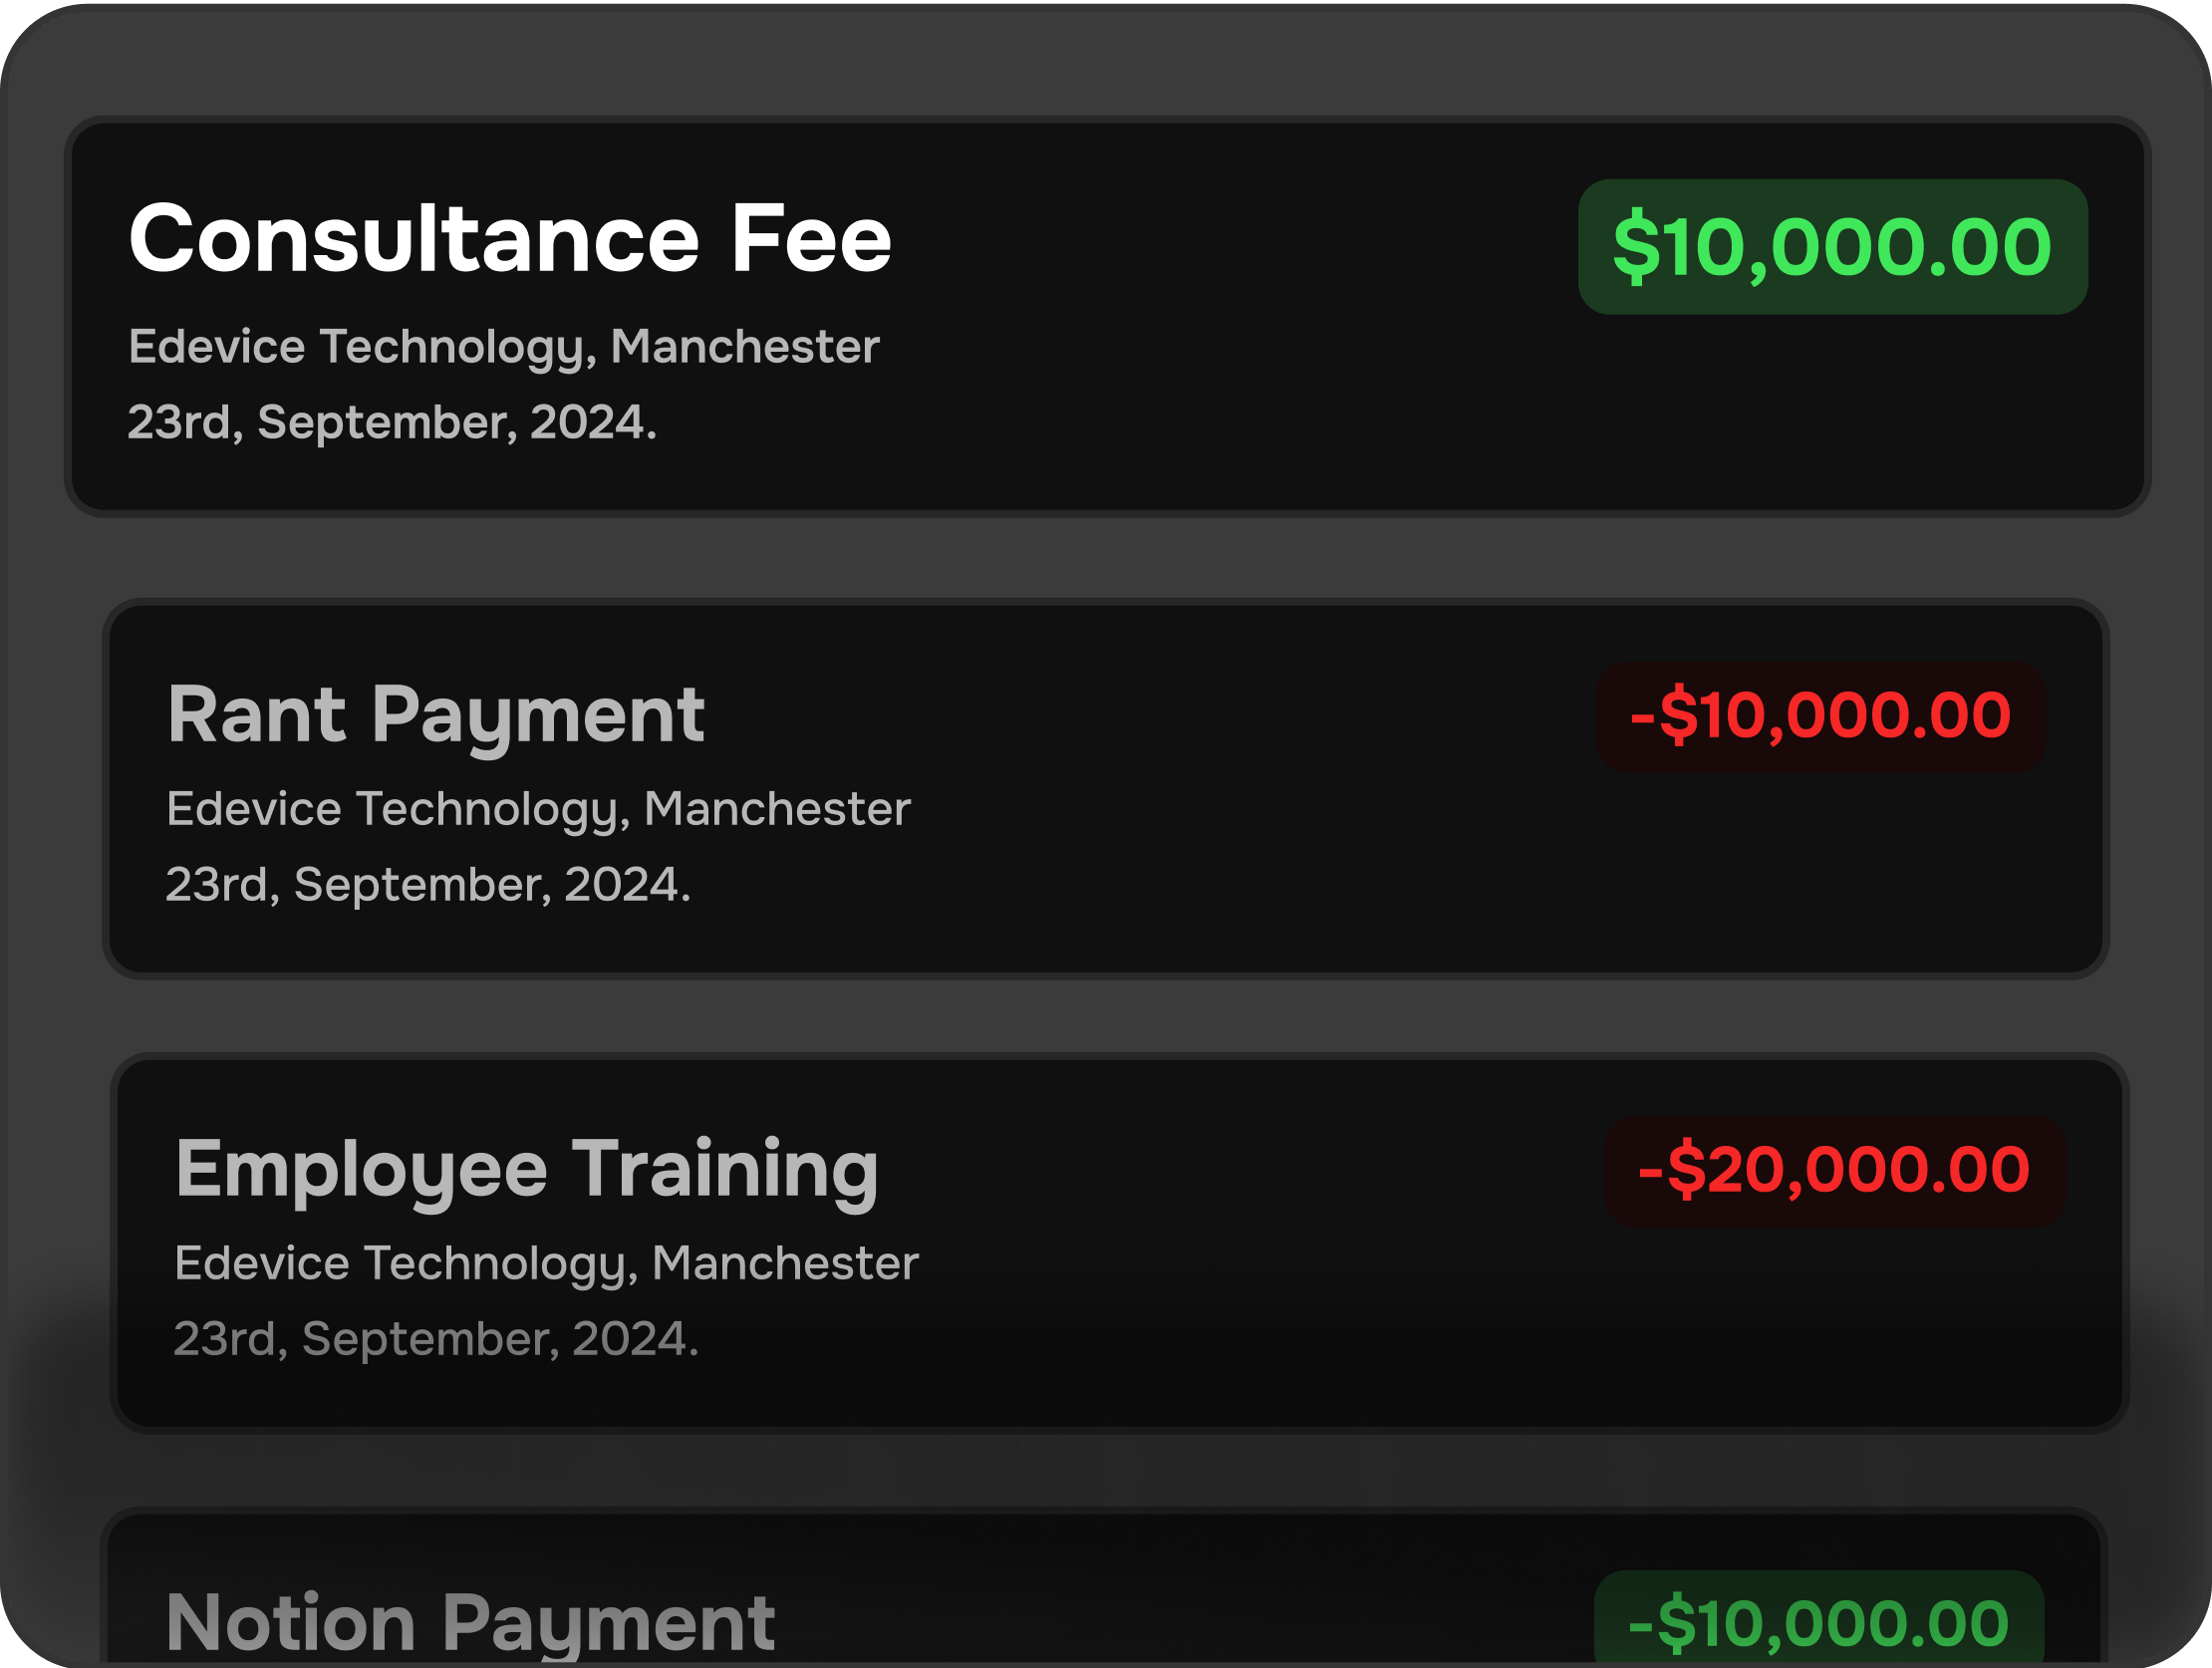 Consultance Fee
$10,000.00
Edevice Technology, Manchester
23rd, September, 2024.
Rant Payment
-$10,000.00
Edevice Technology, Manchester
23rd, September, 2024.
Employee Training
-$20,000.00
Edevice Technology, Manchester
23rd, September, 2024.
Notion Payment
-$10,000.00